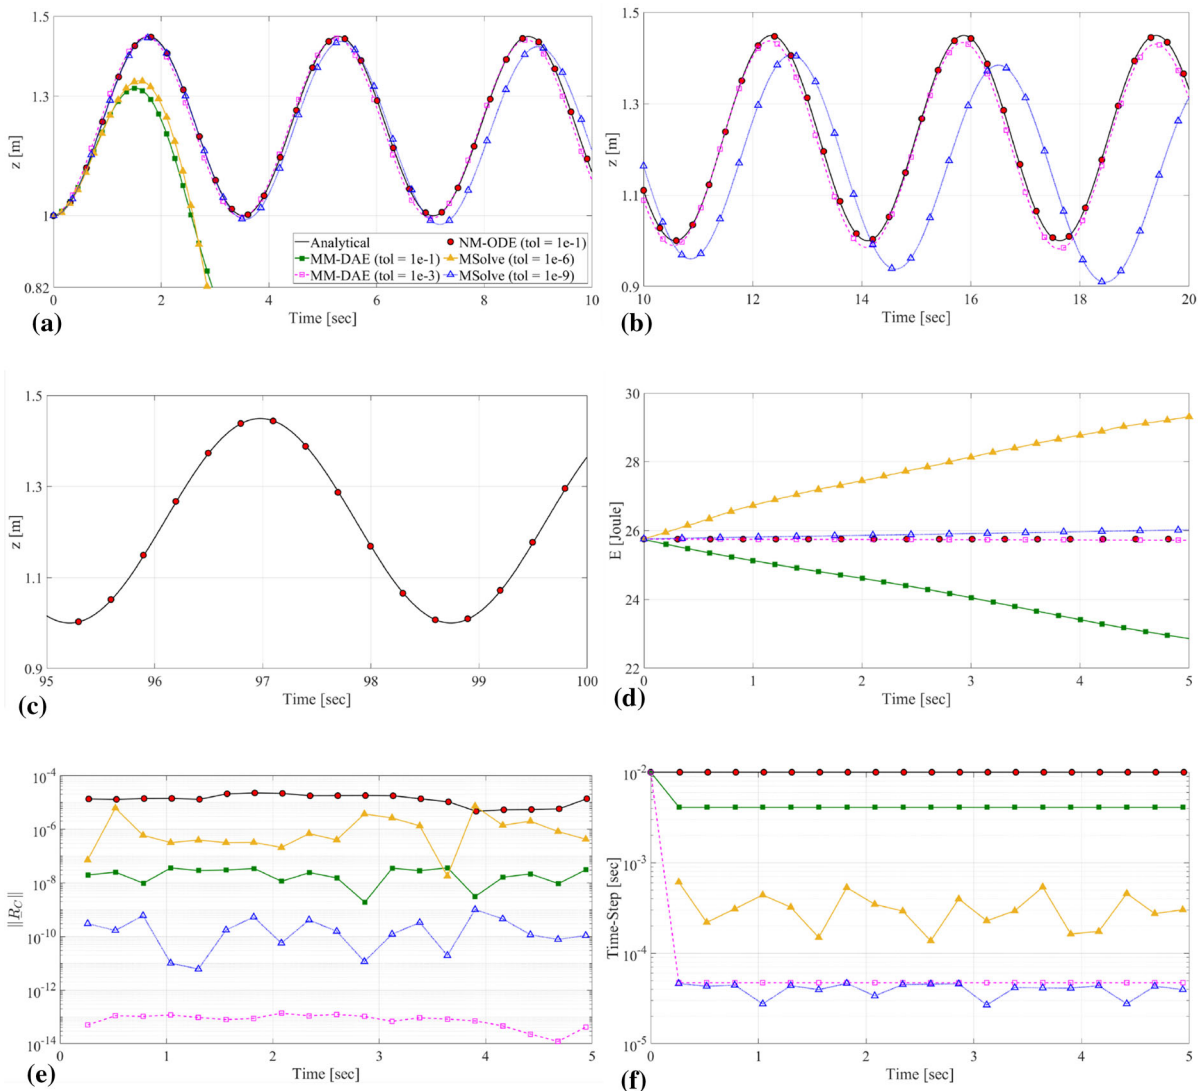 1.5
1.3
1
0.82
z [m]
0 2 4 6 8 10
Time [sec]
Analytical
NM-ODE (tol = 1e-1)
MM-DAE (tol = 1e-1)
MSolve (tol = 1e-6)
MM-DAE (tol = 1e-3)
MSolve (tol = 1e-9)
(a)
1.5
1.3
1.1
0.9
z [m]
10 12 14 16 18 20
Time [sec]
(b)
1.5
1.3
1.1
0.9
z [m]
95 96 97 98 99 100
Time [sec]
(c)
30
28
26
24
22
E [Joule]
0 1 2 3 4 5
Time [sec]
(d)
10^-4
10^-6
10^-8
10^-10
10^-12
10^-14
||R_C||
0 1 2 3 4 5
Time [sec]
(e)
10^-2
10^-3
10^-4
10^-5
Time-Step [sec]
0 1 2 3 4 5
Time [sec]
(f)